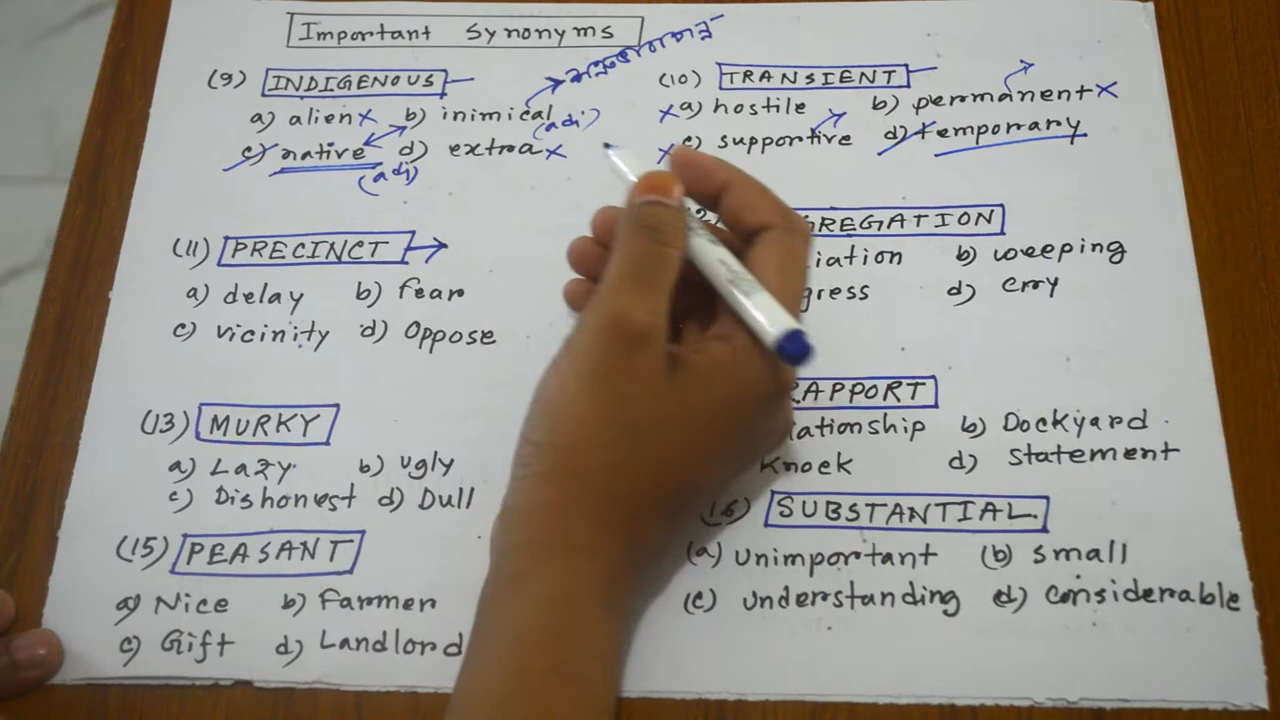 Important Synonyms
(9) INDIGENOUS
a) alien x b) inimical
(adj)
c) native d) extra x
(adj)
(10) TRANSIENT
x a) hostile b) permanent x
x c) supportive d) temporary
(11) PRECINCT →
a) delay b) fear
c) vicinity d) Oppose
GREGATION
iation b) weeping
gress d) crry
(13) MURKY
a) Lazy b) ugly
c) Dishonest d) Dull
RAPPORT
lationship b) Dockyard
Knock d) Statement
(15) PEASANT
a) Nice b) Farmer
c) Gift d) Landlord
(16) SUBSTANTIAL
(a) unimportant (b) small
(c) understanding d) considerable